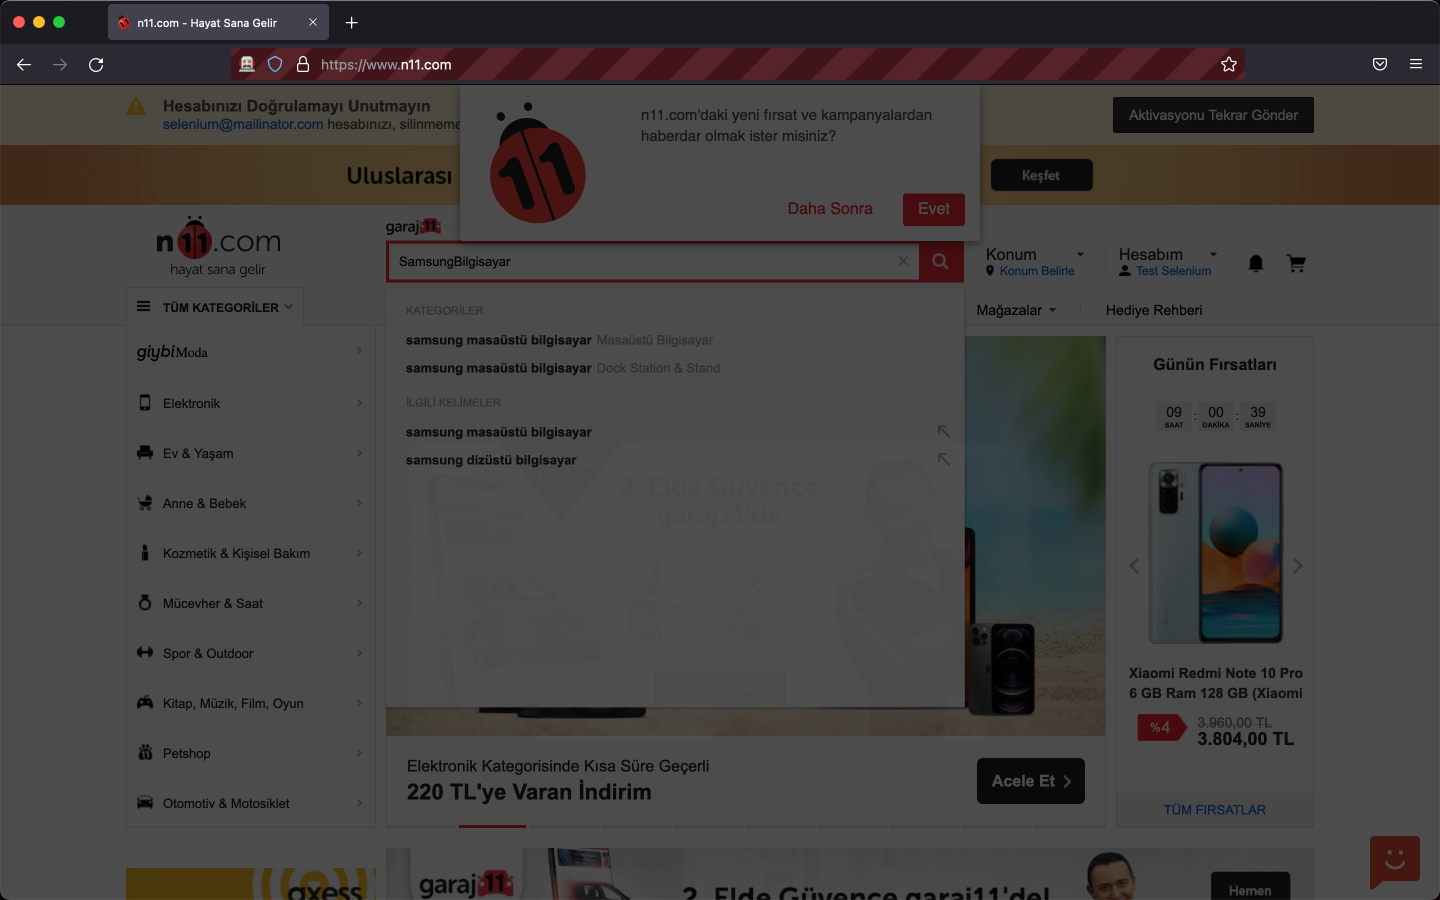 n11.com - Hayat Sana Gelir
https://www.n11.com
Hesabınızı Doğrulamayı Unutmayın
selenium@mailinator.com hesabınızı, silinmeme
Aktivasyonu Tekrar Gönder
n11.com'daki yeni fırsat ve kampanyalardan
haberdar olmak ister misiniz?
Daha Sonra
Evet
Uluslarası
Keşfet
n11.com
hayat sana gelir
garaj11
SamsungBilgisayar
Konum
Konum Belirle
Hesabım
Test Selenium
TÜM KATEGORİLER
Mağazalar
Hediye Rehberi
KATEGORİLER
samsung masaüstü bilgisayar Masaüstü Bilgisayar
samsung masaüstü bilgisayar Dock Station & Stand
İLGİLİ KELİMELER
samsung masaüstü bilgisayar
samsung dizüstü bilgisayar
2. Elde Güvence
garaj11'de
giybiModa
Elektronik
Ev & Yaşam
Anne & Bebek
Kozmetik & Kişisel Bakım
Mücevher & Saat
Spor & Outdoor
Kitap, Müzik, Film, Oyun
Petshop
Otomotiv & Motosiklet
Günün Fırsatları
09 : 00 : 39
SAAT DAKİKA SANİYE
Xiaomi Redmi Note 10 Pro
6 GB Ram 128 GB (Xiaomi
%4
3.960,00 TL
3.804,00 TL
TÜM FIRSATLAR
Elektronik Kategorisinde Kısa Süre Geçerli
220 TL'ye Varan İndirim
Acele Et
axess
garaj11
2. Elde Güvence garaj11'de!
Hemen